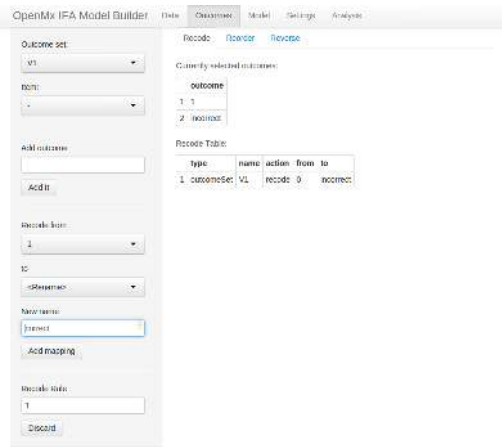 OpenMx IFA Model Builder Data Outcomes Model Settings Analysis
Recode Reorder Reverse
Outcome set:
V1
Item:
-
Add outcome
Add It
Recode from
1
to
<Rename>
New name
correct
Add mapping
Recode Rule
1
Discard
Currently selected outcomes:
outcome
1 1
2 incorrect
Recode Table:
type name action from to
1 outcomeSet V1 recode 0 incorrect